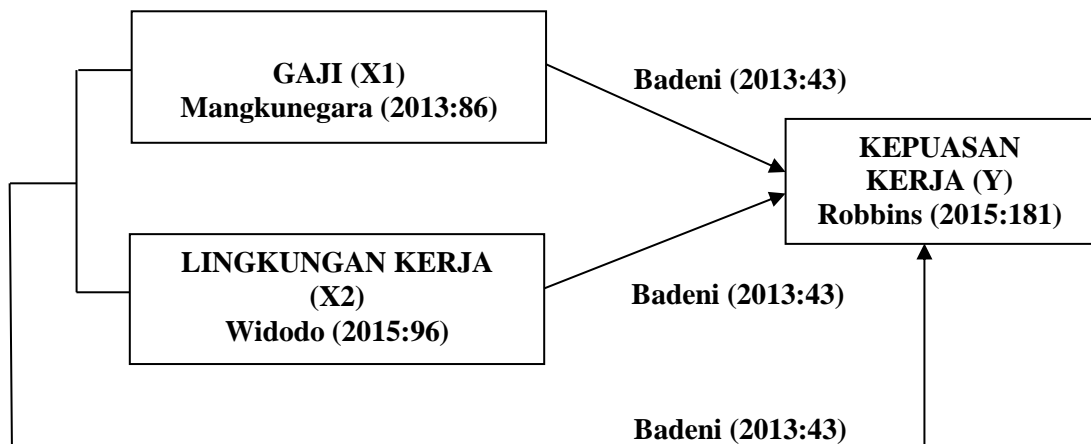 GAJI (X1)
Mangkunegara (2013:86)
Badeni (2013:43)
KEPUASAN
KERJA (Y)
Robbins (2015:181)
LINGKUNGAN KERJA
(X2)
Widodo (2015:96)
Badeni (2013:43)
Badeni (2013:43)